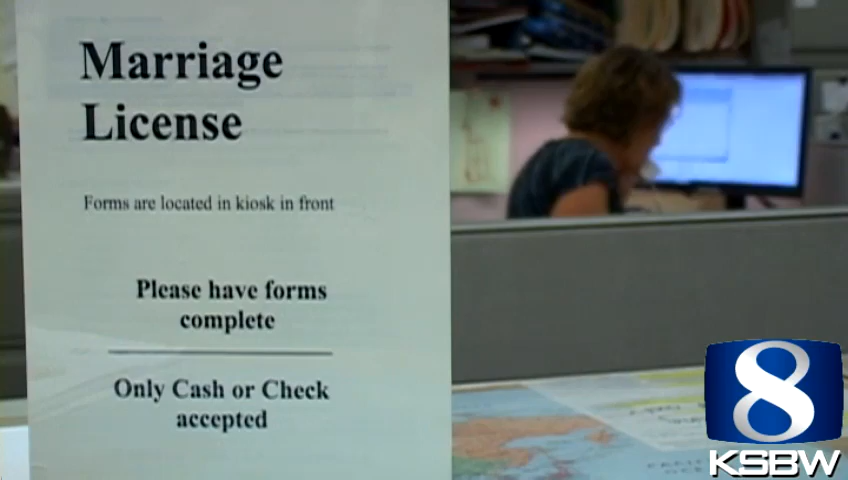 Marriage
License
Forms are located in kiosk in front
Please have forms
complete
Only Cash or Check
accepted
8
KSBW